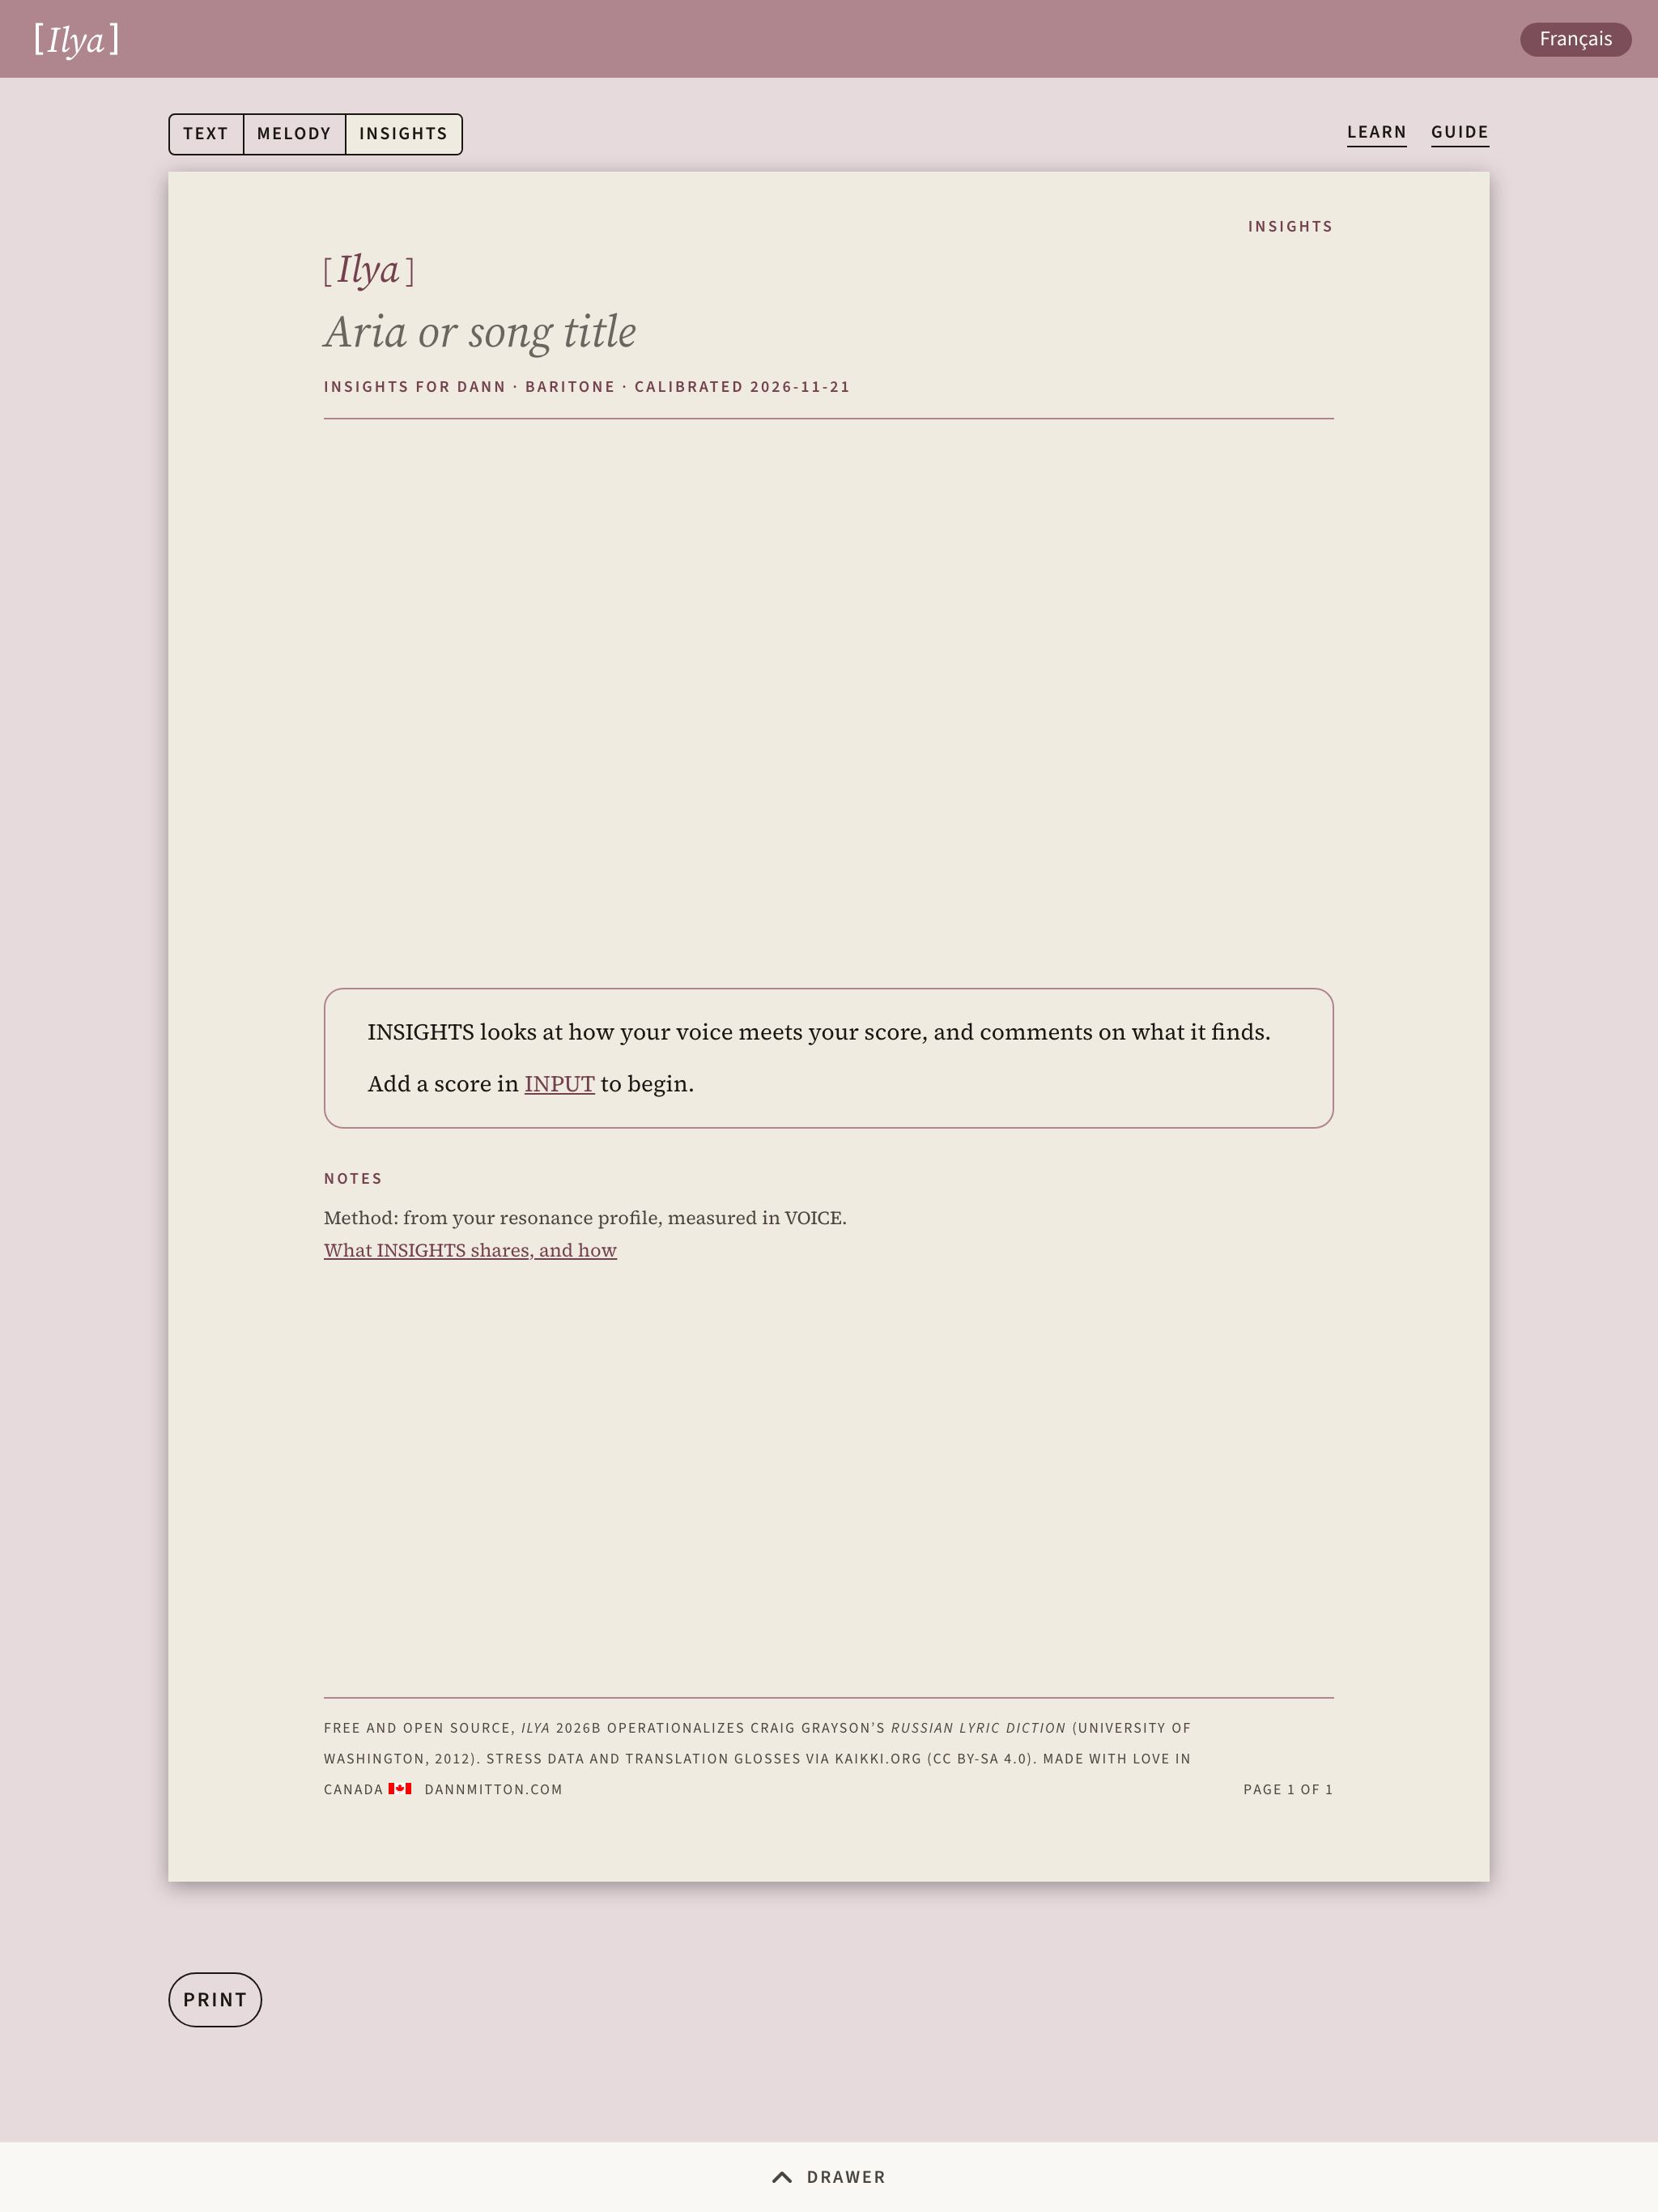 [Ilya]
Français
TEXT MELODY INSIGHTS
LEARN GUIDE
INSIGHTS
[Ilya]
Aria or song title
INSIGHTS FOR DANN · BARITONE · CALIBRATED 2026-11-21
INSIGHTS looks at how your voice meets your score, and comments on what it finds.
Add a score in INPUT to begin.
NOTES
Method: from your resonance profile, measured in VOICE.
What INSIGHTS shares, and how
FREE AND OPEN SOURCE, ILYA 2026B OPERATIONALIZES CRAIG GRAYSON’S RUSSIAN LYRIC DICTION (UNIVERSITY OF
WASHINGTON, 2012). STRESS DATA AND TRANSLATION GLOSSES VIA KAIKKI.ORG (CC BY-SA 4.0). MADE WITH LOVE IN
CANADA DANNMITTON.COM
PAGE 1 OF 1
PRINT
DRAWER